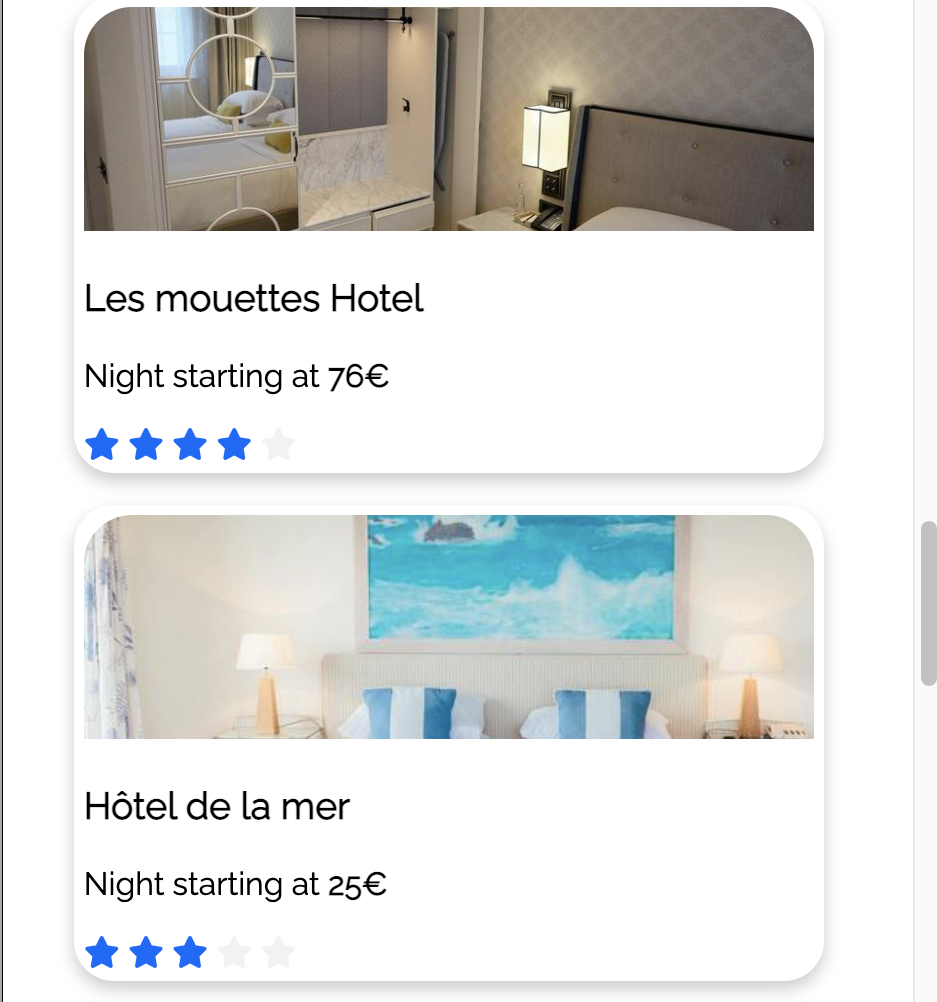 Les mouettes Hotel
Night starting at 76€
Hôtel de la mer
Night starting at 25€